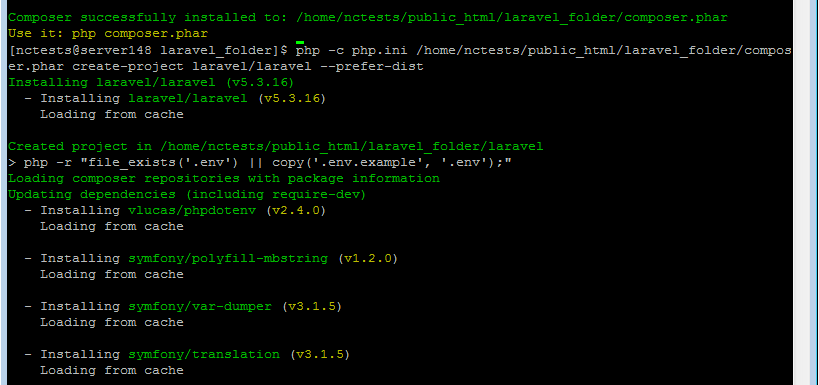 Composer successfully installed to: /home/nctests/public_html/laravel_folder/composer.phar
Use it: php composer.phar
[nctests@server148 laravel_folder]$ php -c php.ini /home/nctests/public_html/laravel_folder/compos
er.phar create-project laravel/laravel --prefer-dist
Installing laravel/laravel (v5.3.16)
  - Installing laravel/laravel (v5.3.16)
    Loading from cache

Created project in /home/nctests/public_html/laravel_folder/laravel
> php -r "file_exists('.env') || copy('.env.example', '.env');"
Loading composer repositories with package information
Updating dependencies (including require-dev)
  - Installing vlucas/phpdotenv (v2.4.0)
    Loading from cache

  - Installing symfony/polyfill-mbstring (v1.2.0)
    Loading from cache

  - Installing symfony/var-dumper (v3.1.5)
    Loading from cache

  - Installing symfony/translation (v3.1.5)
    Loading from cache